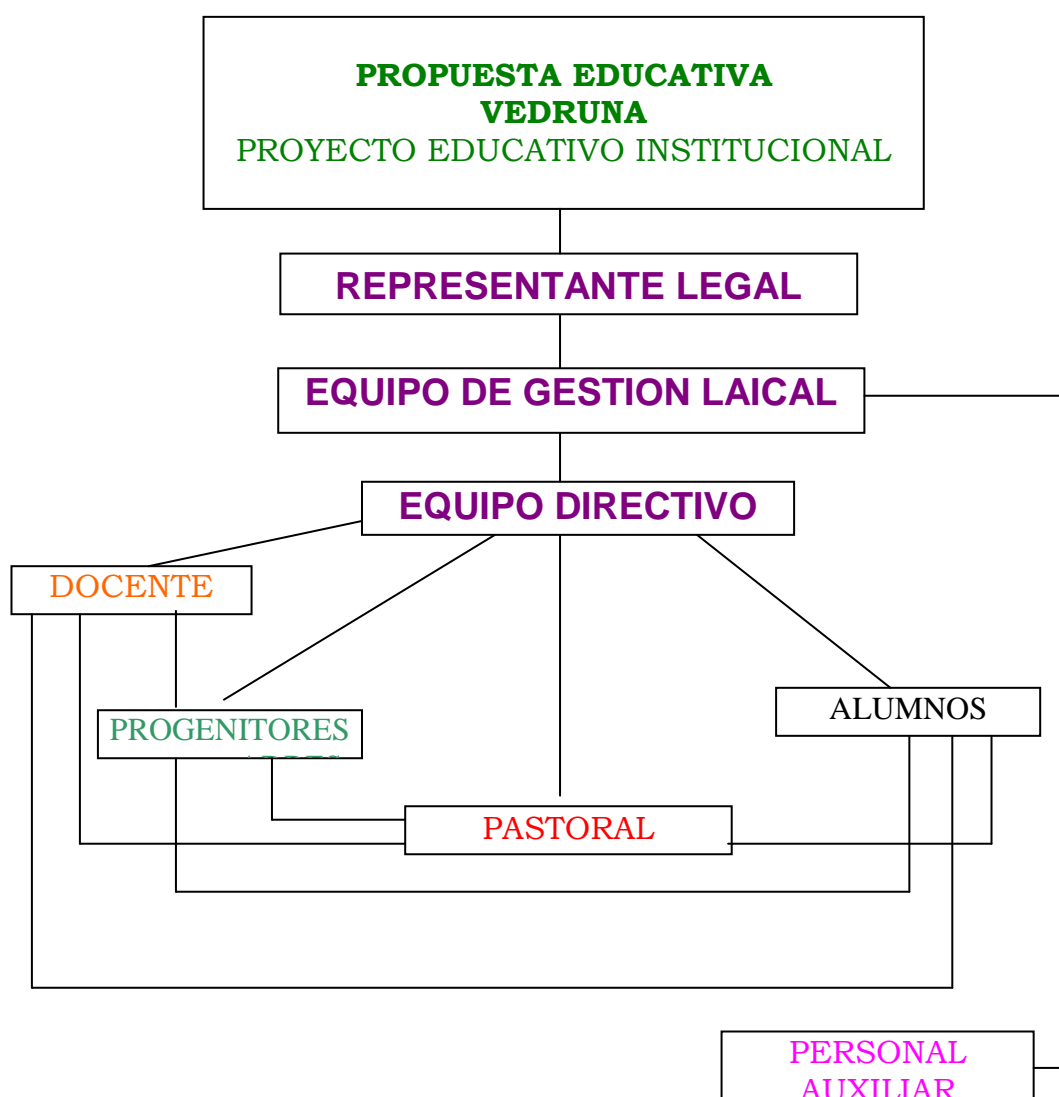 PROPUESTA EDUCATIVA
VEDRUNA
PROYECTO EDUCATIVO INSTITUCIONAL
REPRESENTANTE LEGAL
EQUIPO DE GESTION LAICAL
EQUIPO DIRECTIVO
DOCENTE
PROGENITORES
ALUMNOS
PASTORAL
PERSONAL
AUXILIAR